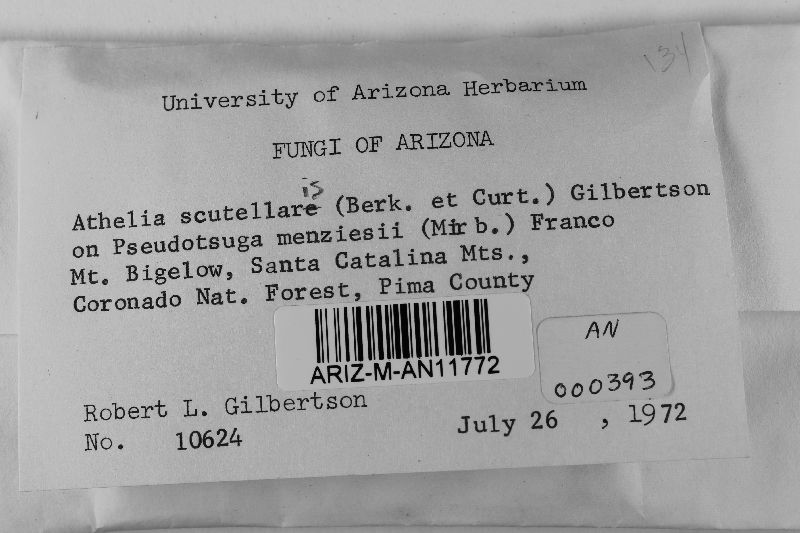 134
University of Arizona Herbarium
FUNGI OF ARIZONA
is
Athelia scutellare (Berk. et Curt.) Gilbertson
on Pseudotsuga menziesii (Mirb.) Franco
Mt. Bigelow, Santa Catalina Mts.,
Coronado Nat. Forest, Pima County
ARIZ-M-AN11772
AN
000393
Robert L. Gilbertson
No. 10624
July 26 , 1972